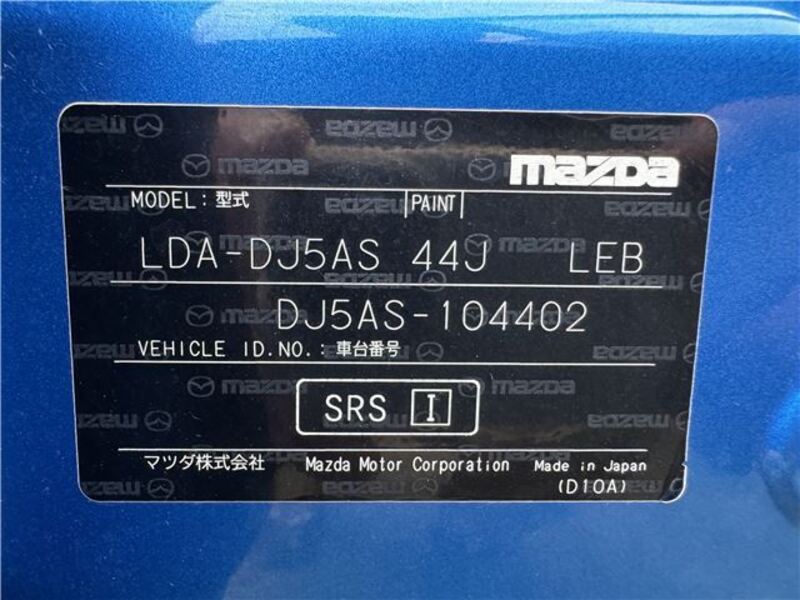 mazda
MODEL:型式 PAINT
LDA-DJ5AS 44J LEB
DJ5AS-104402
VEHICLE ID.NO.:車台番号
SRS I
マツダ株式会社 Mazda Motor Corporation Made in Japan
(D10A)